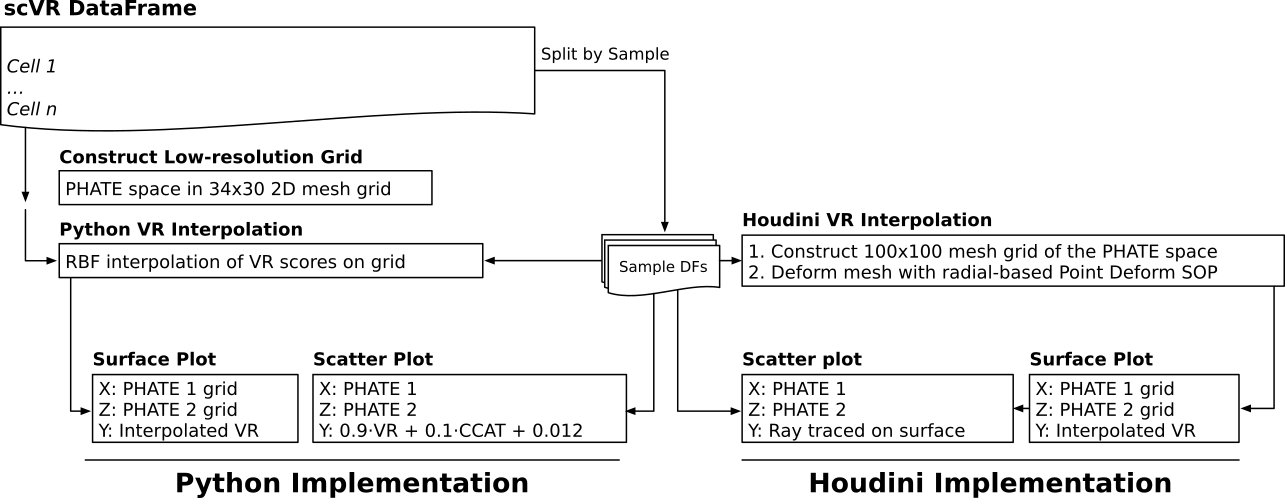 scVR DataFrame
Cell 1
...
Cell n
Split by Sample
Construct Low-resolution Grid
PHATE space in 34x30 2D mesh grid
Python VR Interpolation
RBF interpolation of VR scores on grid
Sample DFs
Houdini VR Interpolation
1. Construct 100x100 mesh grid of the PHATE space
2. Deform mesh with radial-based Point Deform SOP
Surface Plot
X: PHATE 1 grid
Z: PHATE 2 grid
Y: Interpolated VR
Scatter Plot
X: PHATE 1
Z: PHATE 2
Y: 0.9·VR + 0.1·CCAT + 0.012
Scatter plot
X: PHATE 1
Z: PHATE 2
Y: Ray traced on surface
Surface Plot
X: PHATE 1 grid
Z: PHATE 2 grid
Y: Interpolated VR
Python Implementation
Houdini Implementation